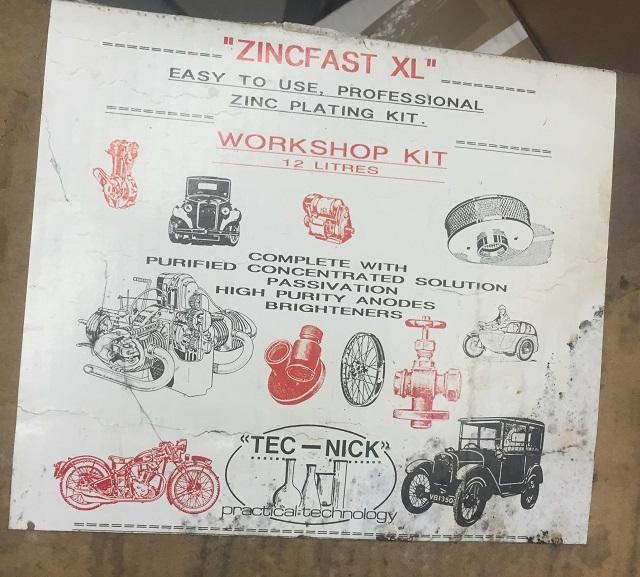 "ZINCFAST XL"
EASY TO USE, PROFESSIONAL
ZINC PLATING KIT.
WORKSHOP KIT
12 LITRES
COMPLETE WITH
PURIFIED CONCENTRATED SOLUTION
PASSIVATION
HIGH PURITY ANODES
BRIGHTENERS
"TEC-NICK"
practical-technology
VB1350